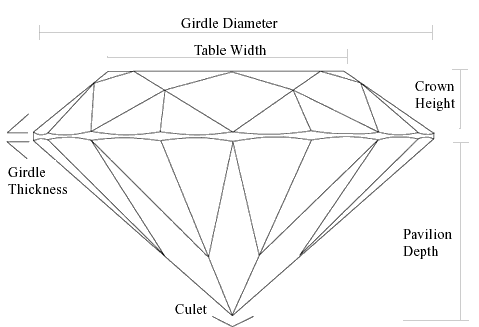 Girdle Diameter
Table Width
Crown
Height
Girdle
Thickness
Pavilion
Depth
Culet